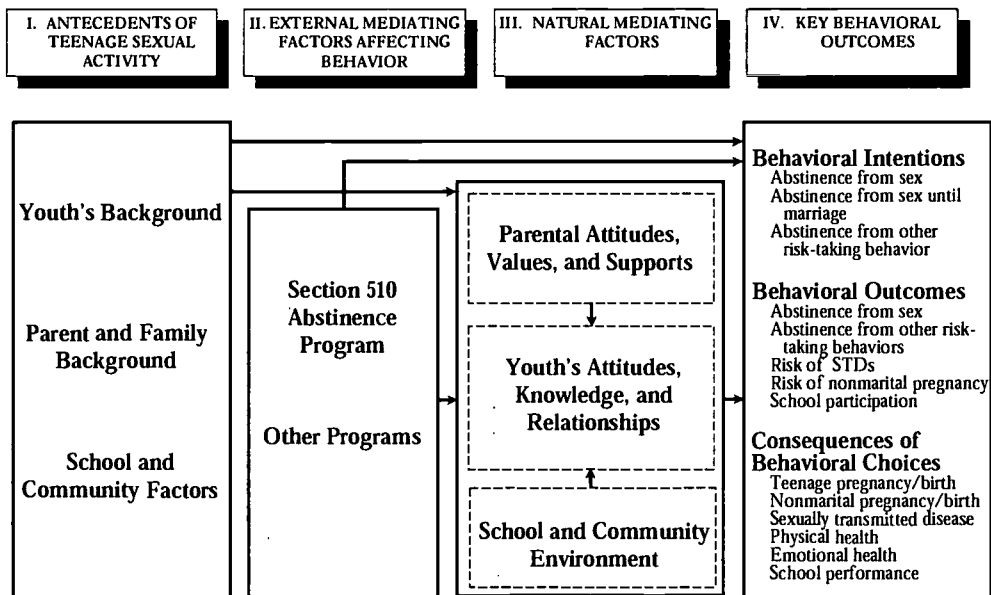 I. ANTECEDENTS OF
TEENAGE SEXUAL
ACTIVITY
II. EXTERNAL MEDIATING
FACTORS AFFECTING
BEHAVIOR
III. NATURAL MEDIATING
FACTORS
IV. KEY BEHAVIORAL
OUTCOMES
Youth's Background
Parent and Family
Background
School and
Community Factors
Section 510
Abstinence
Program
Other Programs
Parental Attitudes,
Values, and Supports
Youth's Attitudes,
Knowledge, and
Relationships
School and Community
Environment
Behavioral Intentions
Abstinence from sex
Abstinence from sex until
marriage
Abstinence from other
risk-taking behavior
Behavioral Outcomes
Abstinence from sex
Abstinence from other risk-
taking behaviors
Risk of STDs
Risk of nonmarital pregnancy
School participation
Consequences of
Behavioral Choices
Teenage pregnancy/birth
Nonmarital pregnancy/birth
Sexually transmitted disease
Physical health
Emotional health
School performance